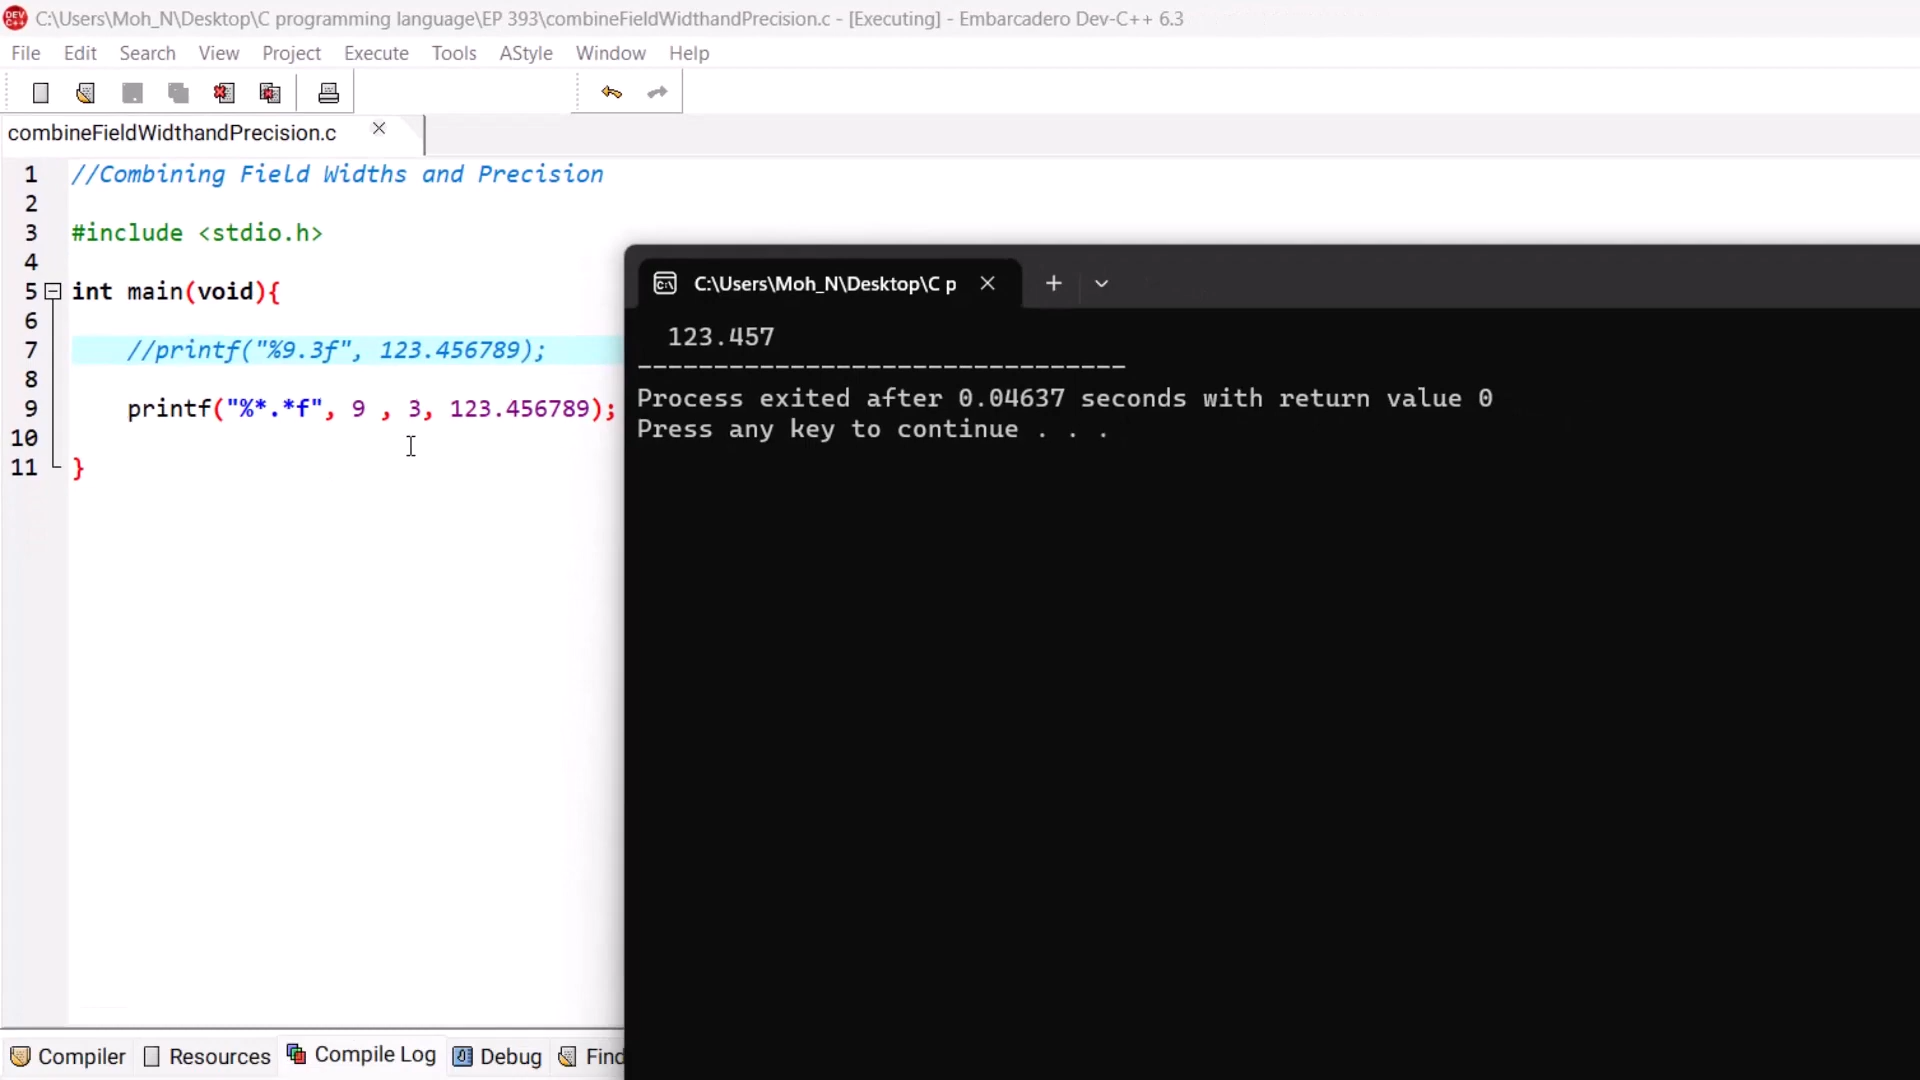 DEV C++ C:\Users\Moh_N\Desktop\C programming language\EP 393\combineFieldWidthandPrecision.c - [Executing] - Embarcadero Dev-C++ 6.3
File Edit Search View Project Execute Tools AStyle Window Help
combineFieldWidthandPrecision.c
1 //Combining Field Widths and Precision
2
3 #include <stdio.h>
4
5 int main(void){
6
7 //printf("%9.3f", 123.456789);
8
9 printf("%*.*f", 9 , 3, 123.456789);
10
11 }
C:\Users\Moh_N\Desktop\C p
123.457
--------------------------------
Process exited after 0.04637 seconds with return value 0
Press any key to continue . . .
Compiler Resources Compile Log Debug Find